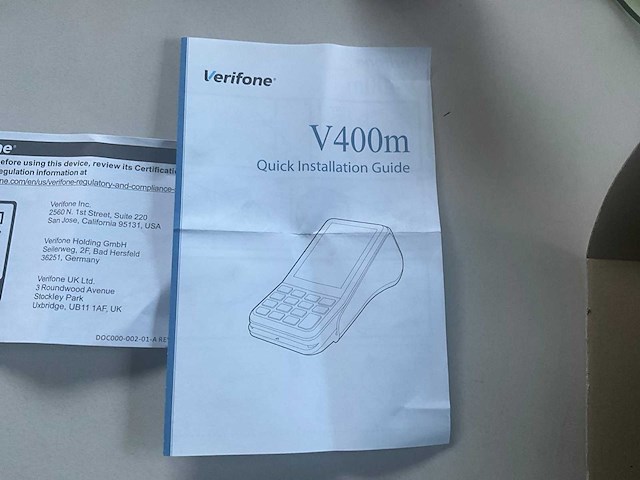 Verifone
V400m
Quick Installation Guide
efore using this device, review its Certificati
egulation information at
ne.com/en/us/verifone-regulatory-and-compliance-
Verifone Inc.
2560 N. 1st Street, Suite 220
San Jose, California 95131, USA
Verifone Holding GmbH
Seilerweg, 2F, Bad Hersfeld
36251, Germany
Verifone UK Ltd.
3 Roundwood Avenue
Stockley Park
Uxbridge, UB11 1AF, UK
DOC000-002-01-A RE